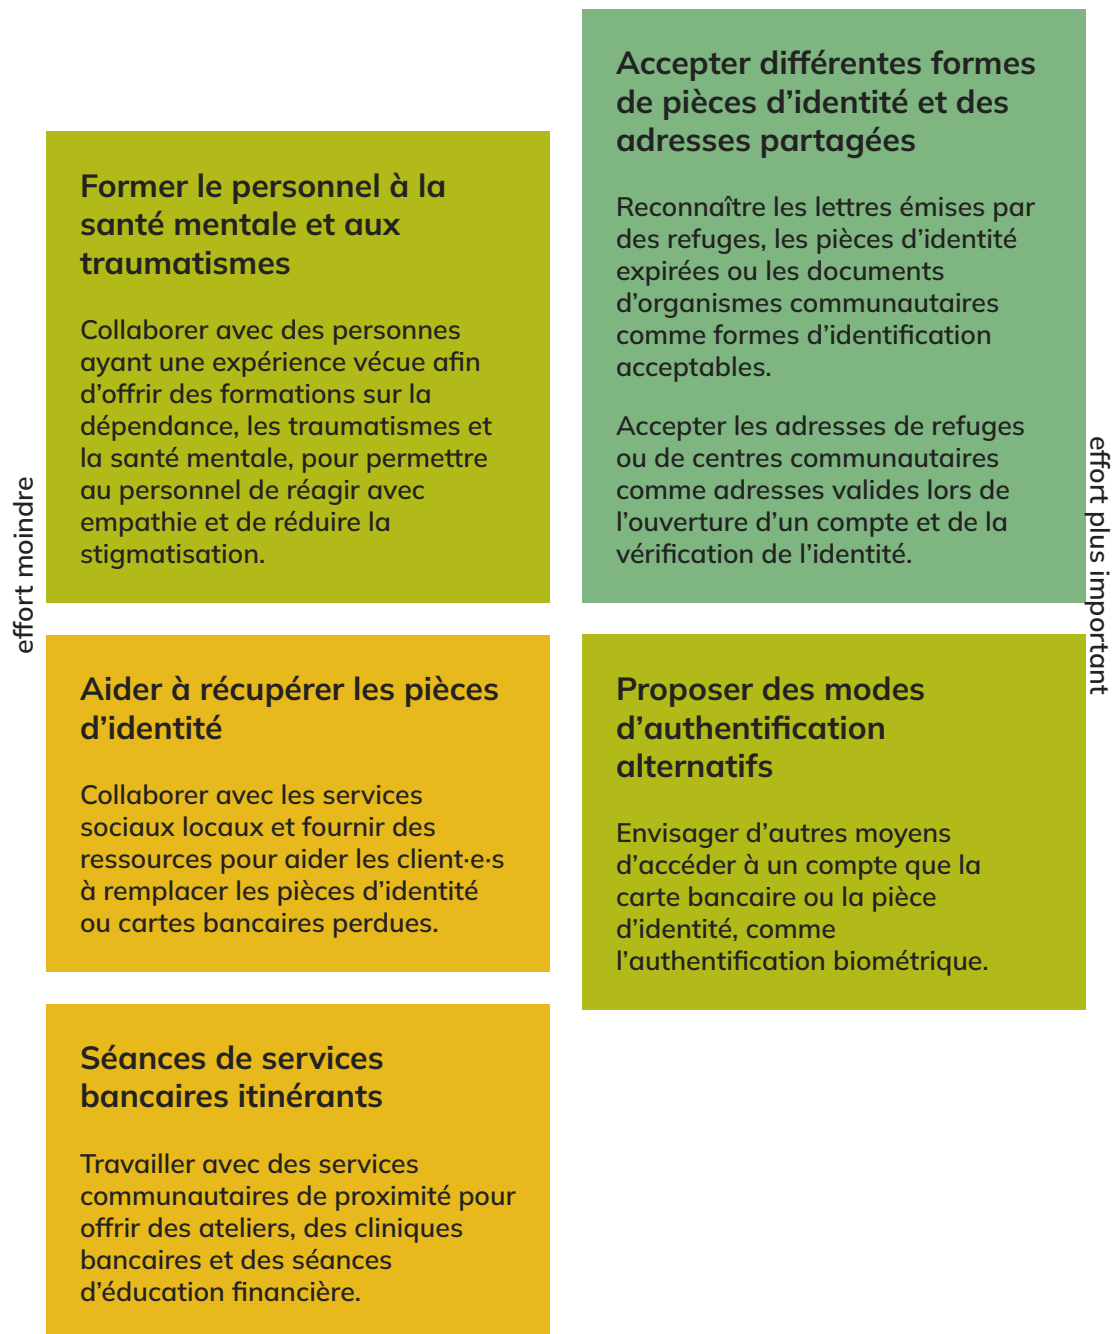 effort moindre
Former le personnel à la
santé mentale et aux
traumatismes
Collaborer avec des personnes
ayant une expérience vécue afin
d’offrir des formations sur la
dépendance, les traumatismes et
la santé mentale, pour permettre
au personnel de réagir avec
empathie et de réduire la
stigmatisation.
Aider à récupérer les pièces
d’identité
Collaborer avec les services
sociaux locaux et fournir des
ressources pour aider les client·e·s
à remplacer les pièces d’identité
ou cartes bancaires perdues.
Séances de services
bancaires itinérants
Travailler avec des services
communautaires de proximité pour
offrir des ateliers, des cliniques
bancaires et des séances
d’éducation financière.
Accepter différentes formes
de pièces d’identité et des
adresses partagées
Reconnaître les lettres émises par
des refuges, les pièces d’identité
expirées ou les documents
d’organismes communautaires
comme formes d’identification
acceptables.
Accepter les adresses de refuges
ou de centres communautaires
comme adresses valides lors de
l’ouverture d’un compte et de la
vérification de l’identité.
Proposer des modes
d’authentification
alternatifs
Envisager d’autres moyens
d’accéder à un compte que la
carte bancaire ou la pièce
d’identité, comme
l’authentification biométrique.
effort plus important